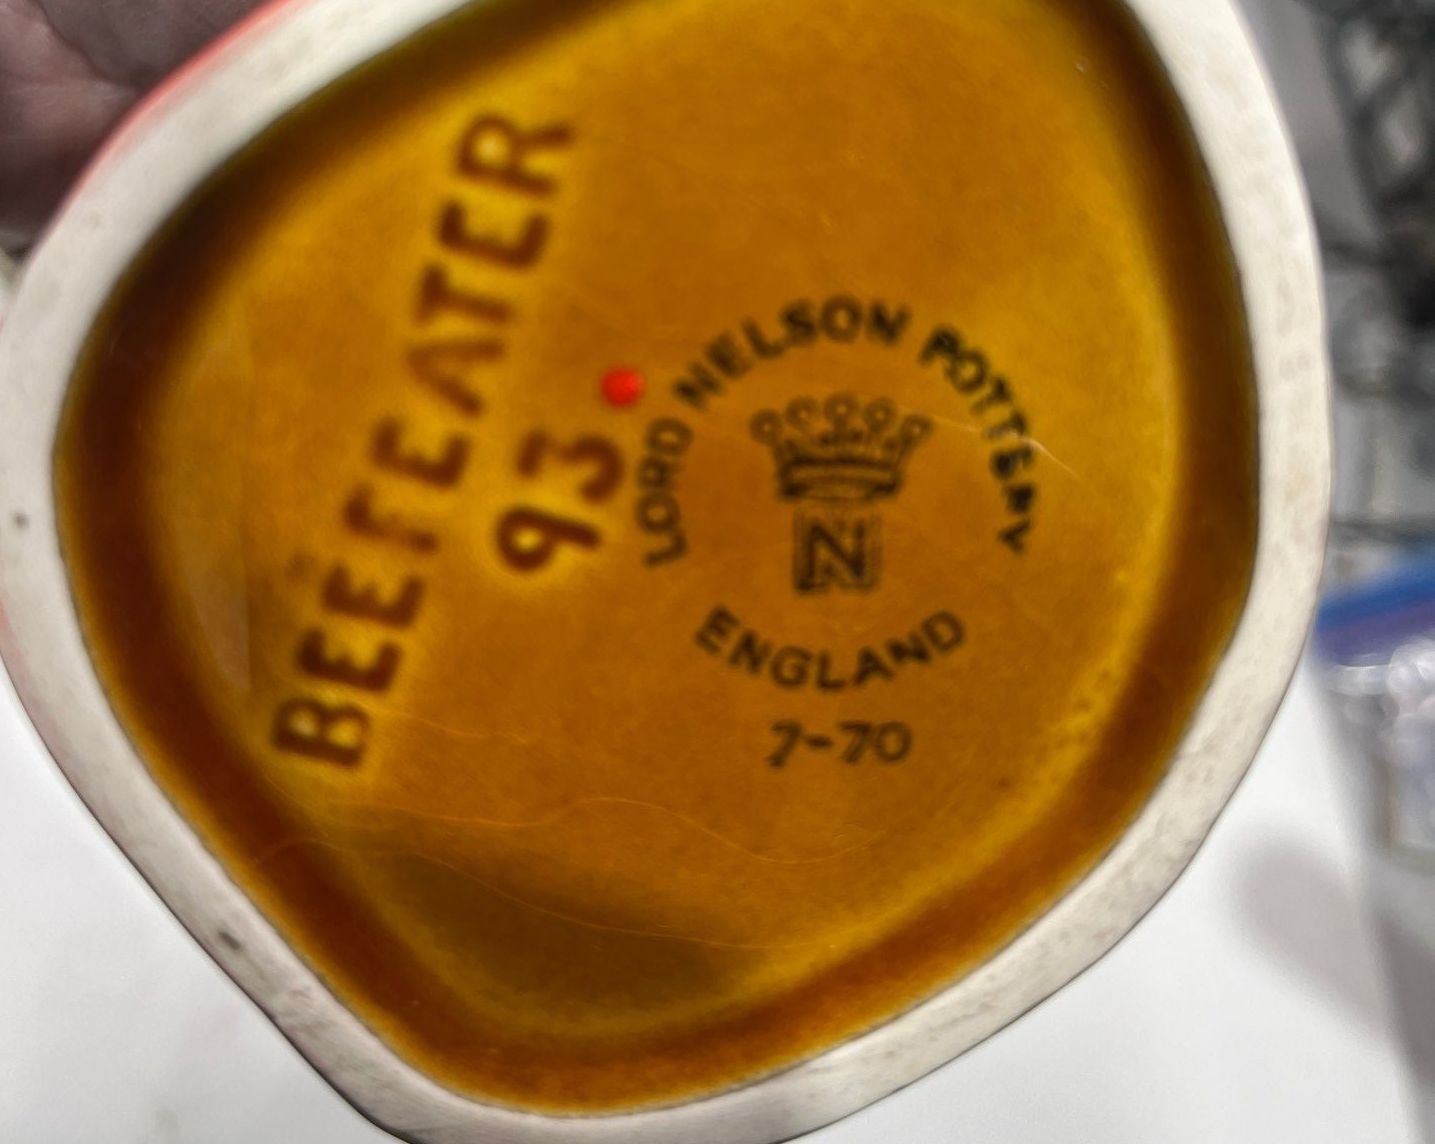 BEEFEATER
93
LORD NELSON POTTERY
N
ENGLAND
7-70